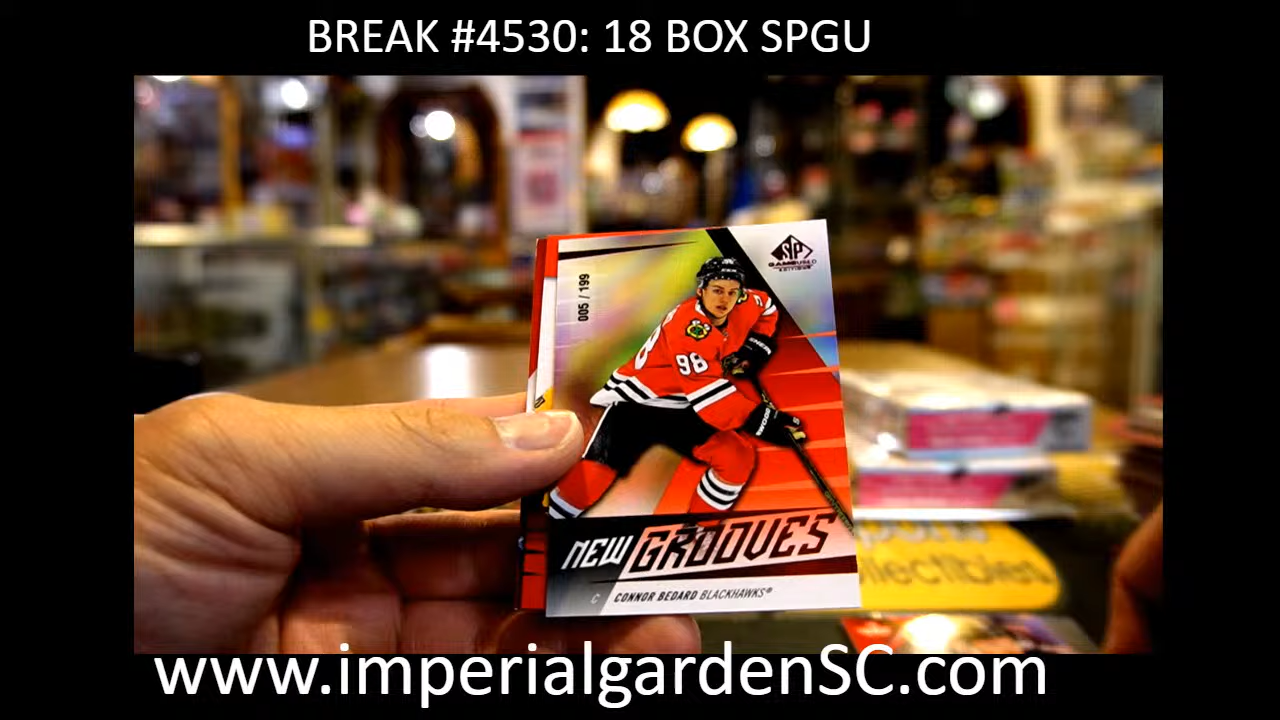 BREAK #4530: 18 BOX SPGU
SP
GAME USED
EDITION
005 / 199
98
NEW GROOVES
C CONNOR BEDARD BLACKHAWKS®
llectibles
www.imperialgardenSC.com